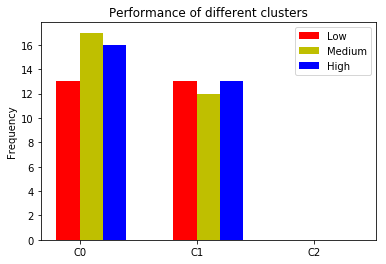 Performance of different clusters
Low
Medium
High
Frequency
16
14
12
10
8
6
4
2
0
C0 C1 C2